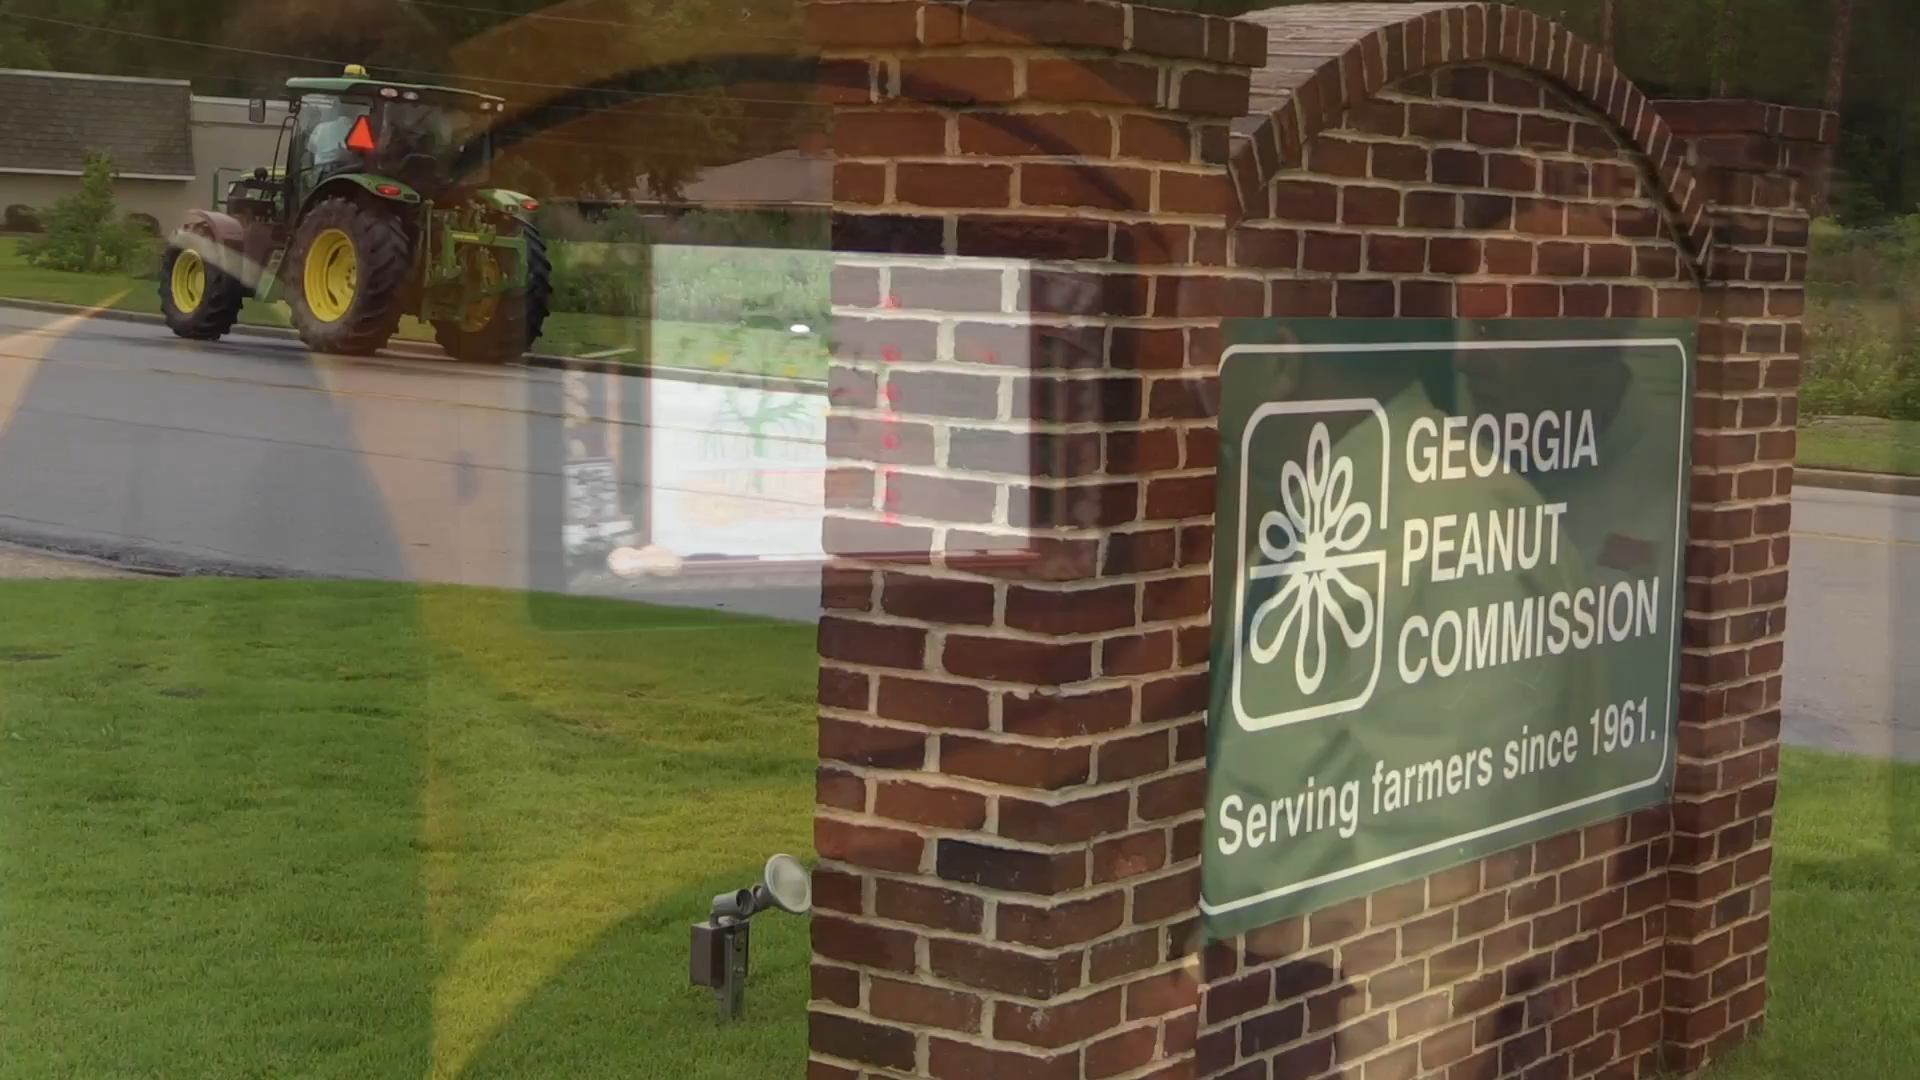 GEORGIA
PEANUT
COMMISSION
Serving farmers since 1961.